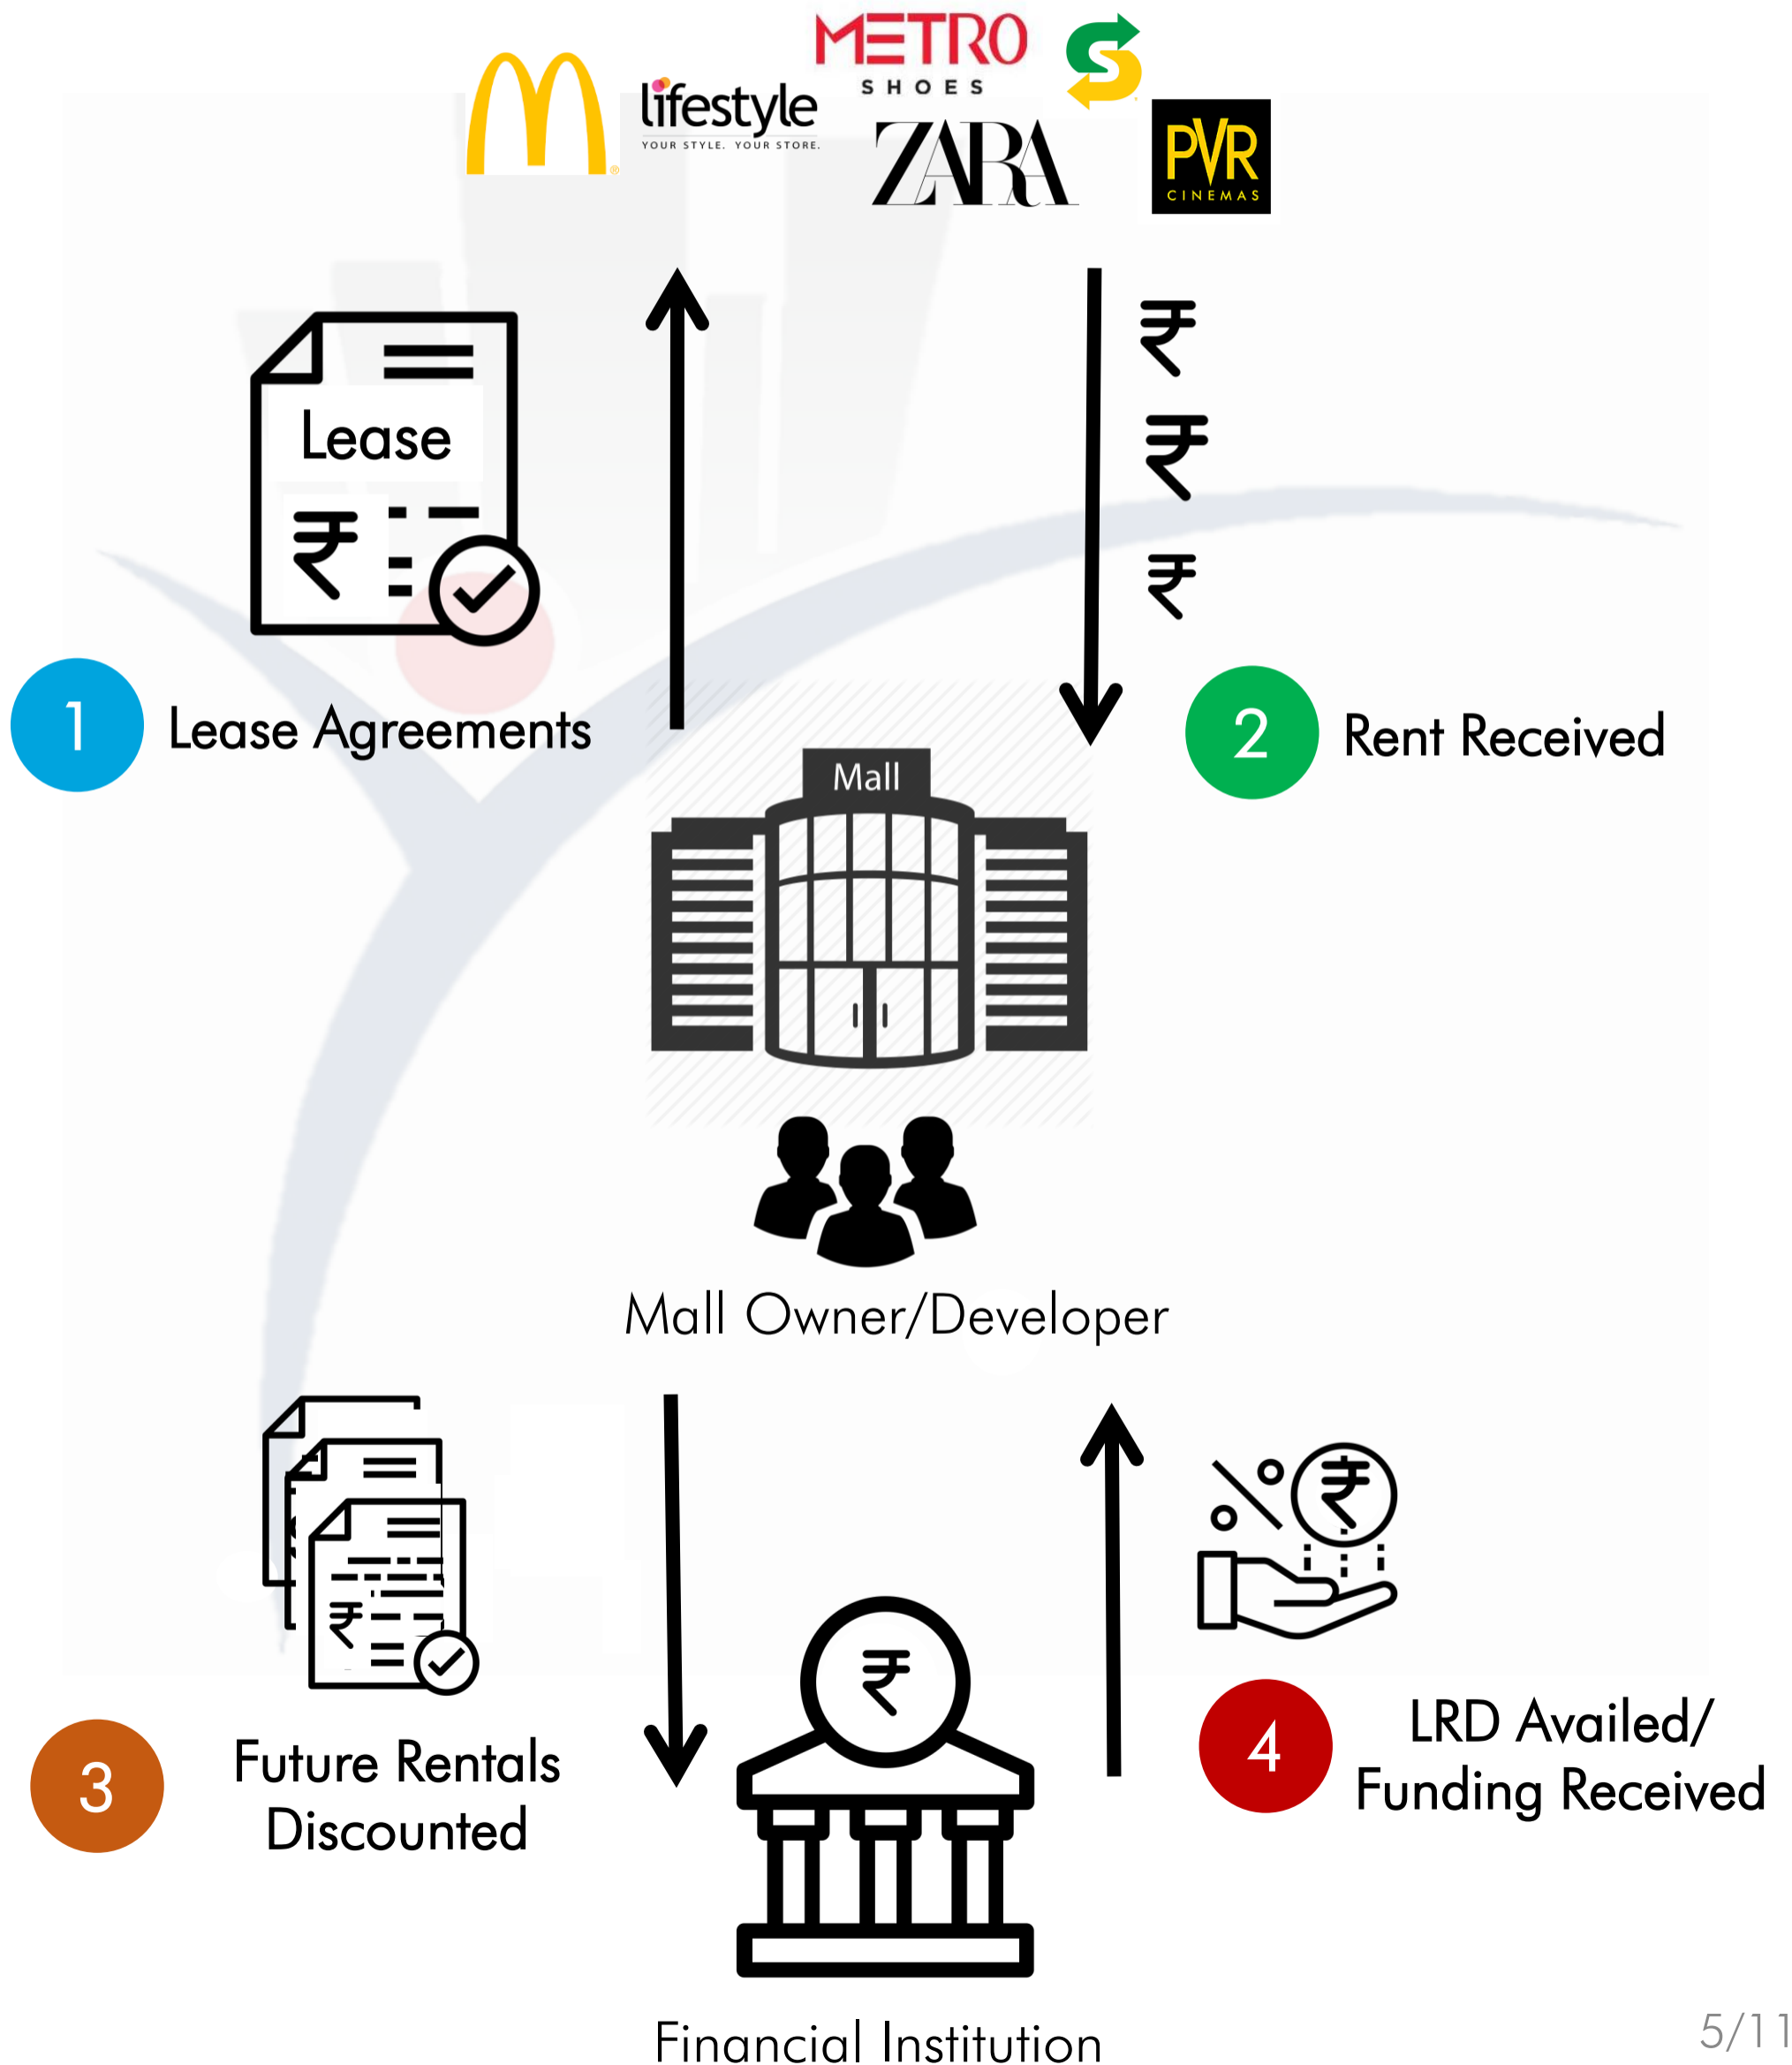 METRO
SHOES
lifestyle
YOUR STYLE. YOUR STORE.
ZARA
PVR
CINEMAS
₹
₹
₹
Lease
₹
1
Lease Agreements
2
Rent Received
Mall
Mall Owner/Developer
₹
₹
₹
3
Future Rentals
Discounted
4
LRD Availed/
Funding Received
Financial Institution
5/11